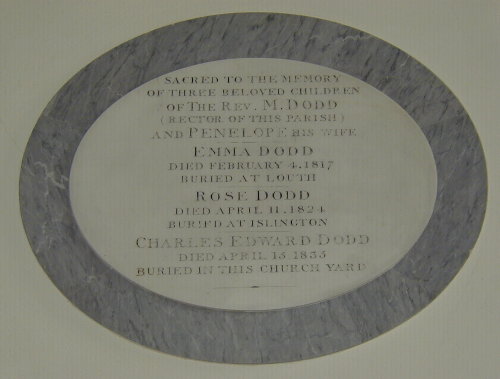 SACRED TO THE MEMORY
OF THREE BELOVED CHILDREN
OF THE REV. M. DODD
(RECTOR OF THIS PARISH)
AND PENELOPE HIS WIFE
EMMA DODD
DIED FEBRUARY 4, 1817
BURIED AT LOUTH
ROSE DODD
DIED APRIL 11, 1824
BURIED AT ISLINGTON
CHARLES EDWARD DODD
DIED APRIL 15 1835
BURIED IN THIS CHURCH YARD